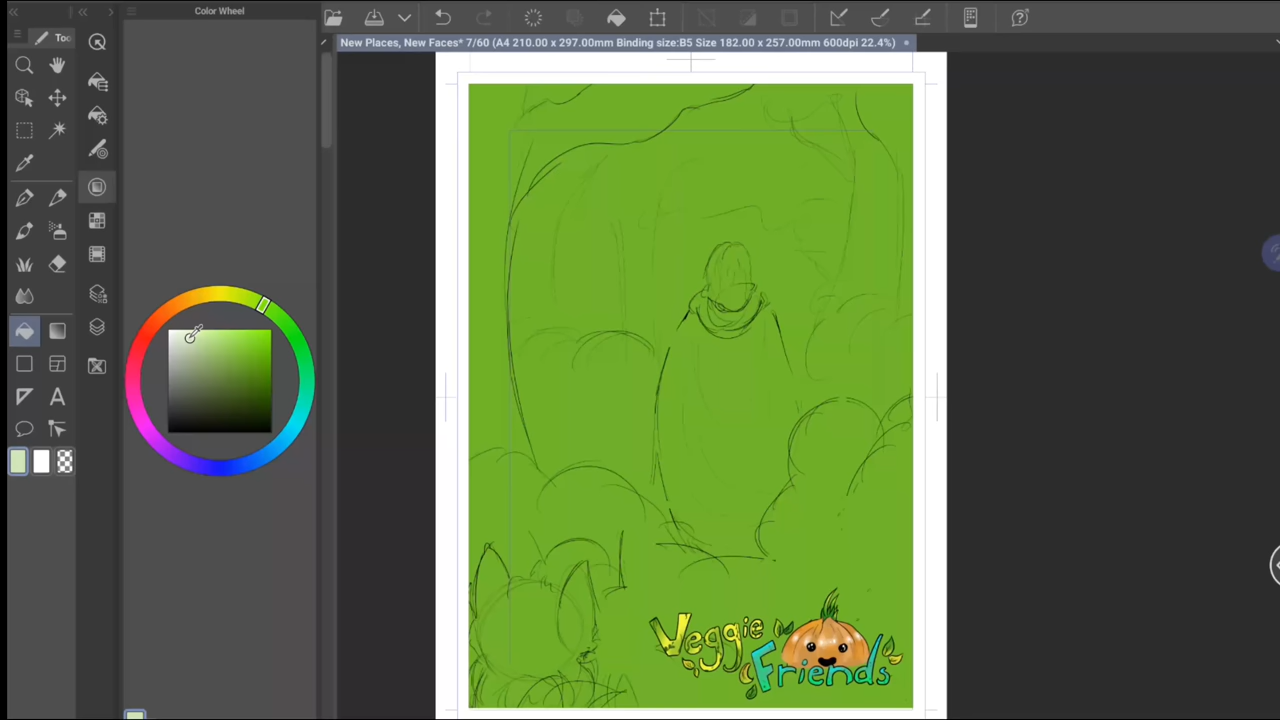 Color Wheel
Too
New Places, New Faces* 7/60 (A4 210.00 x 297.00mm Binding size:B5 Size 182.00 x 257.00mm 600dpi 22.4%)
A
Veggie
Friends